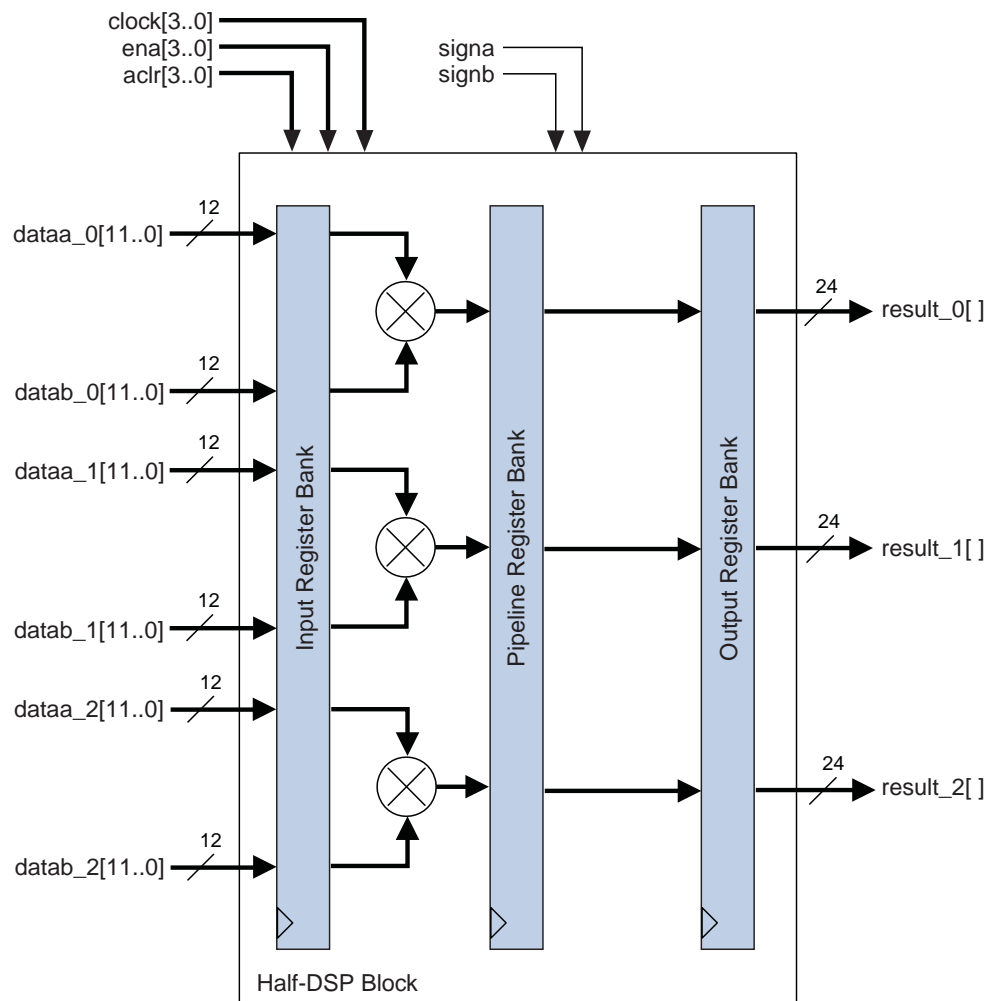 clock[3..0]
ena[3..0]
aclr[3..0]
signa
signb
12
dataa_0[11..0]
12
datab_0[11..0]
12
dataa_1[11..0]
12
datab_1[11..0]
12
dataa_2[11..0]
12
datab_2[11..0]
Input Register Bank
Pipeline Register Bank
Output Register Bank
24
result_0[ ]
24
result_1[ ]
24
result_2[ ]
Half-DSP Block